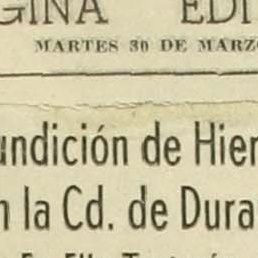 GINA EDI
MARTES 30 DE MARZO
undición de Hier
n la Cd. de Dura